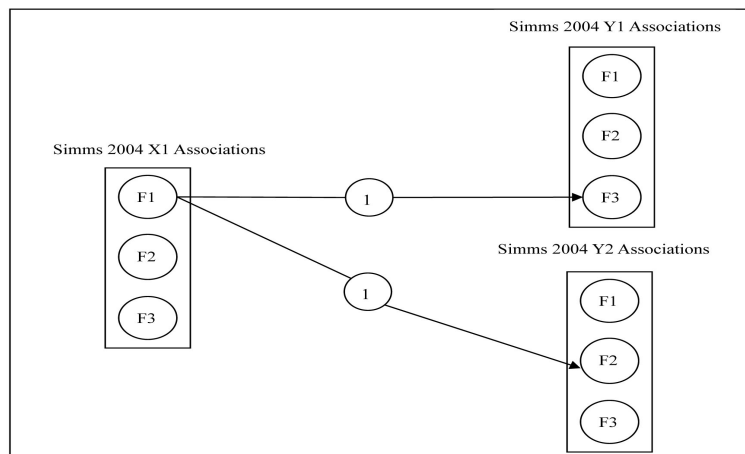 Simms 2004 Y1 Associations
F1
F2
F3
Simms 2004 X1 Associations
F1
F2
F3
1
1
Simms 2004 Y2 Associations
F1
F2
F3